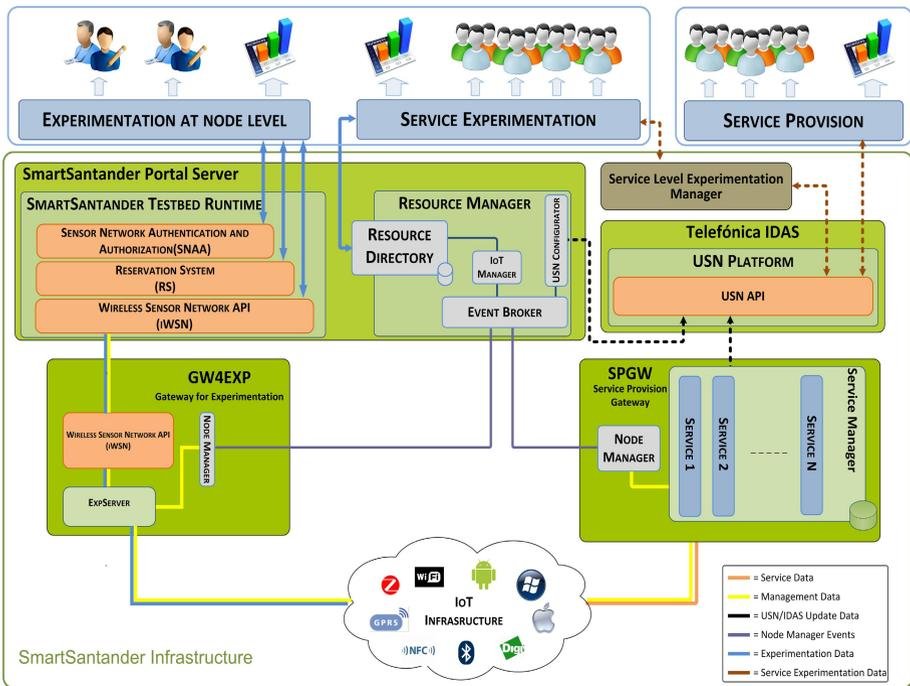 EXPERIMENTATION AT NODE LEVEL
SERVICE EXPERIMENTATION
SERVICE PROVISION
SmartSantander Portal Server
SMARTSANTANDER TESTBED RUNTIME
SENSOR NETWORK AUTHENTICATION AND
AUTHORIZATION(SNAA)
RESERVATION SYSTEM
(RS)
WIRELESS SENSOR NETWORK API
(iWSN)
RESOURCE MANAGER
RESOURCE
DIRECTORY
IoT
MANAGER
USN CONFIGURATOR
EVENT BROKER
Service Level Experimentation
Manager
Telefónica IDAS
USN PLATFORM
USN API
GW4EXP
Gateway for Experimentation
WIRELESS SENSOR NETWORK API
(iWSN)
NODE MANAGER
EXPSERVER
SPGW
Service Provision
Gateway
NODE
MANAGER
SERVICE 1
SERVICE 2
SERVICE N
Service Manager
WiFi
GPRS
IoT
INFRASRUCTURE
NFC
Digi
= Service Data
= Management Data
= USN/IDAS Update Data
= Node Manager Events
= Experimentation Data
= Service Experimentation Data
SmartSantander Infrastructure